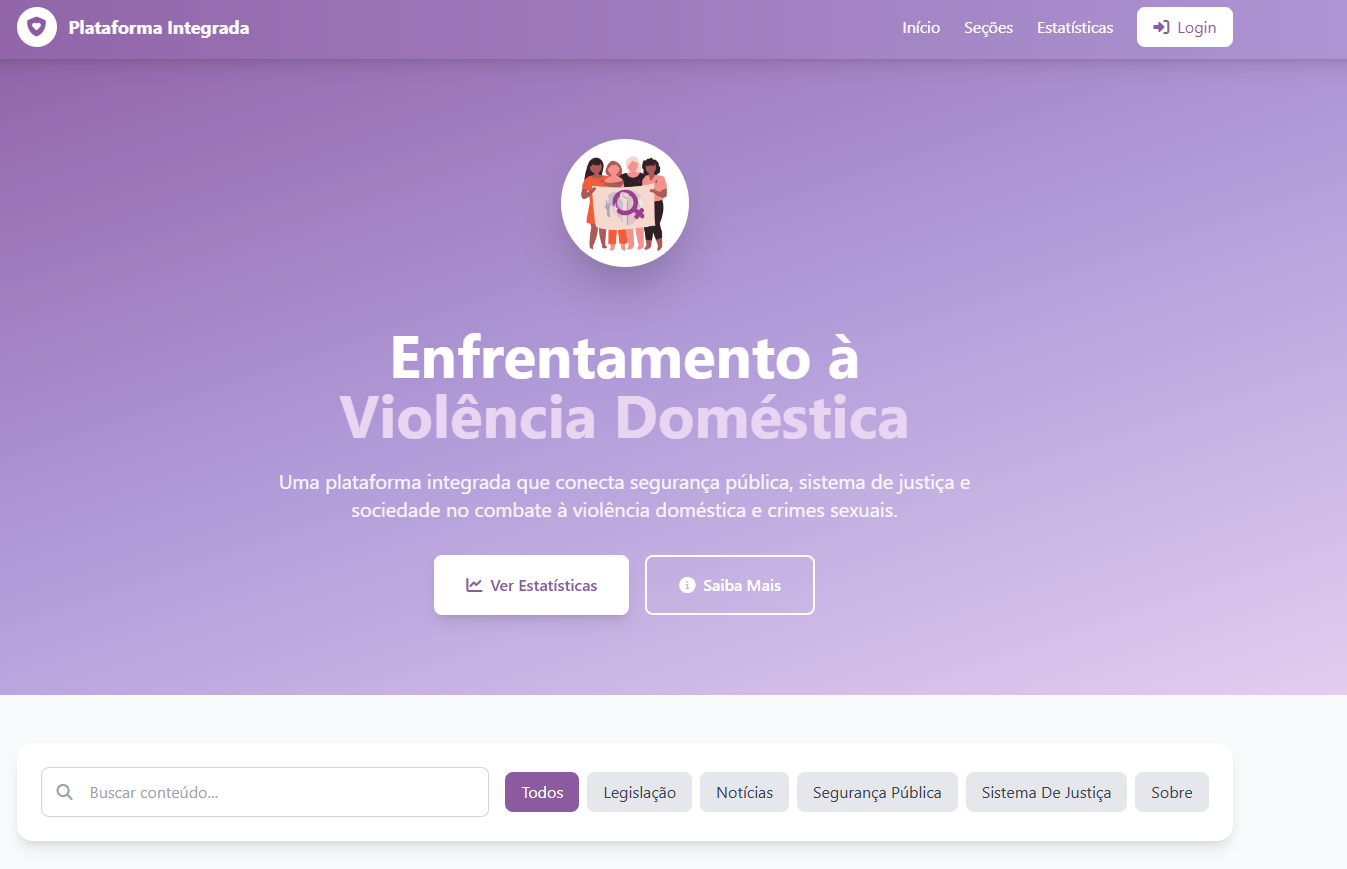 Plataforma Integrada
Início Seções Estatísticas Login
Enfrentamento à
Violência Doméstica
Uma plataforma integrada que conecta segurança pública, sistema de justiça e
sociedade no combate à violência doméstica e crimes sexuais.
Ver Estatísticas Saiba Mais
Buscar conteúdo...
Todos Legislação Notícias Segurança Pública Sistema De Justiça Sobre